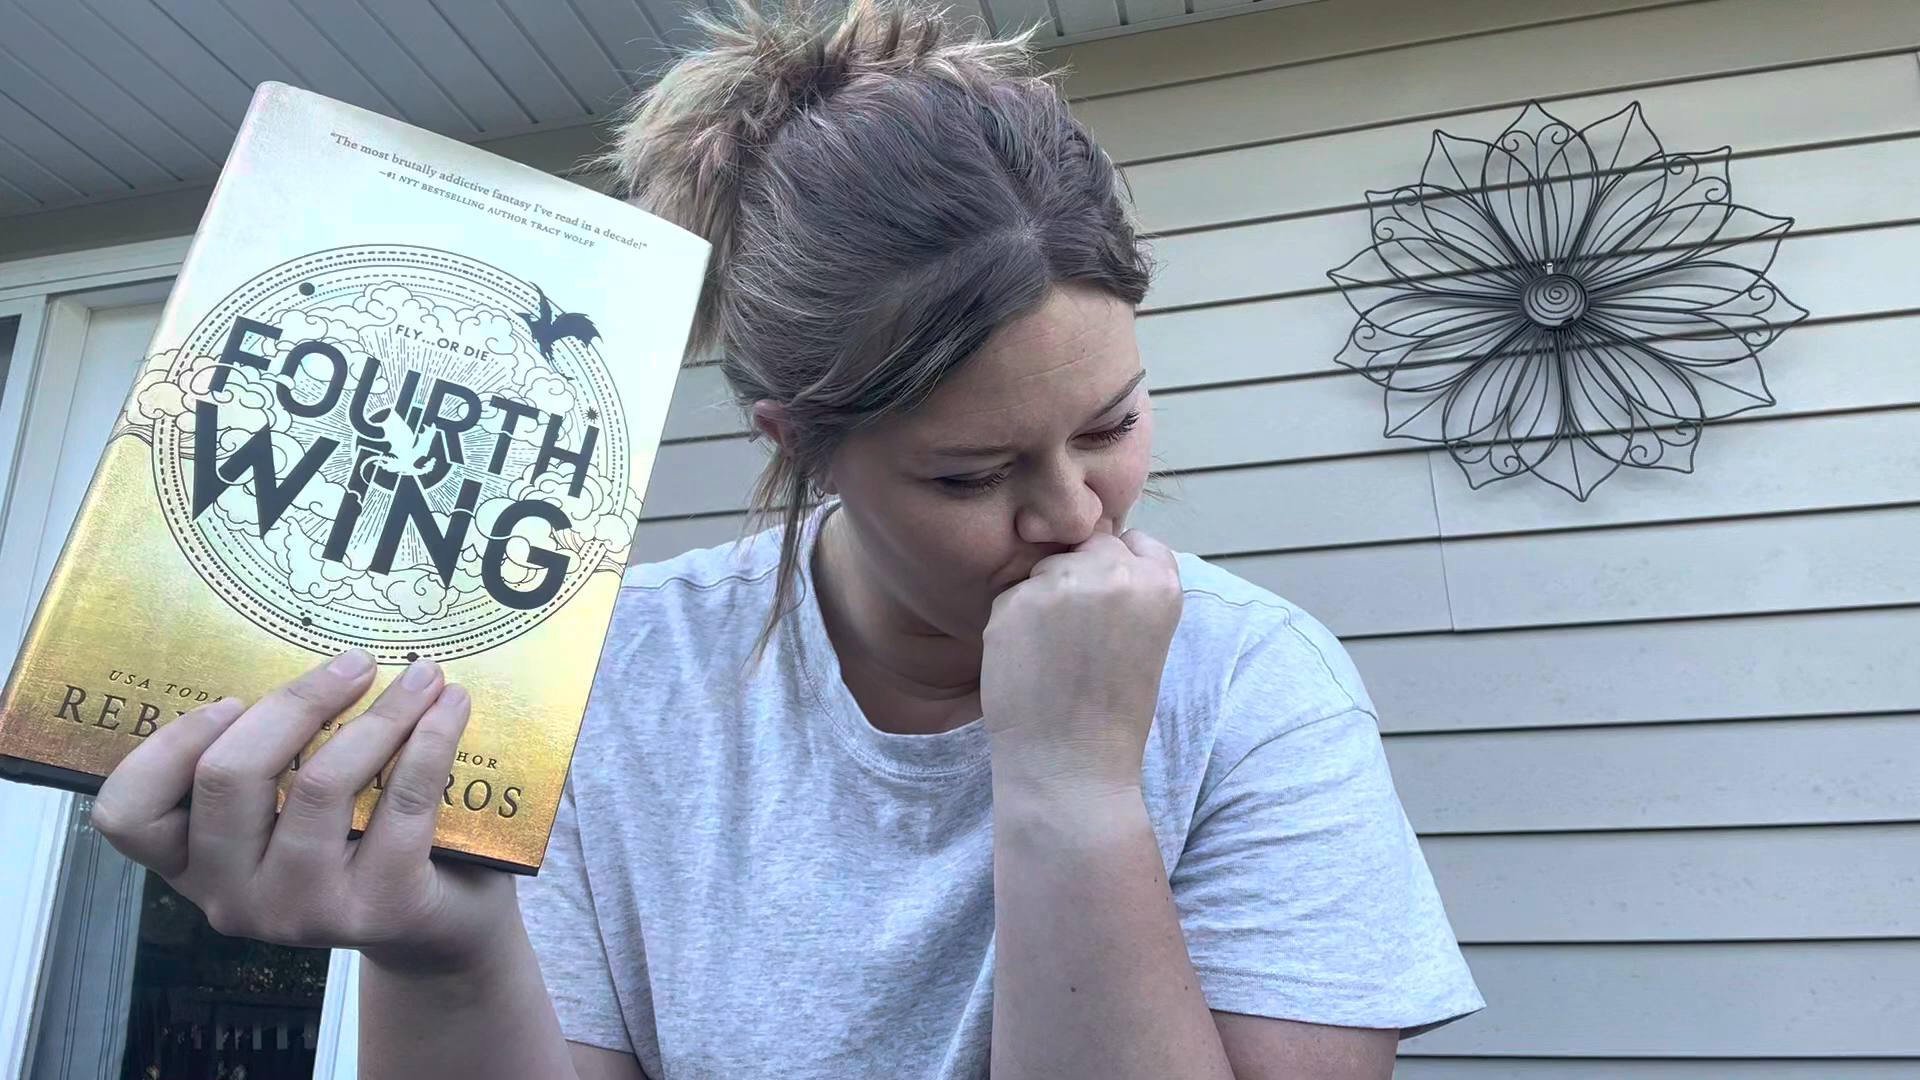 "The most brutally addictive fantasy I've read in a decade!"
—#1 NYT BESTSELLING AUTHOR TRACY WOLFF
FLY...OR DIE
FOURTH
WING
USA TODA
HOR
REB
ROS